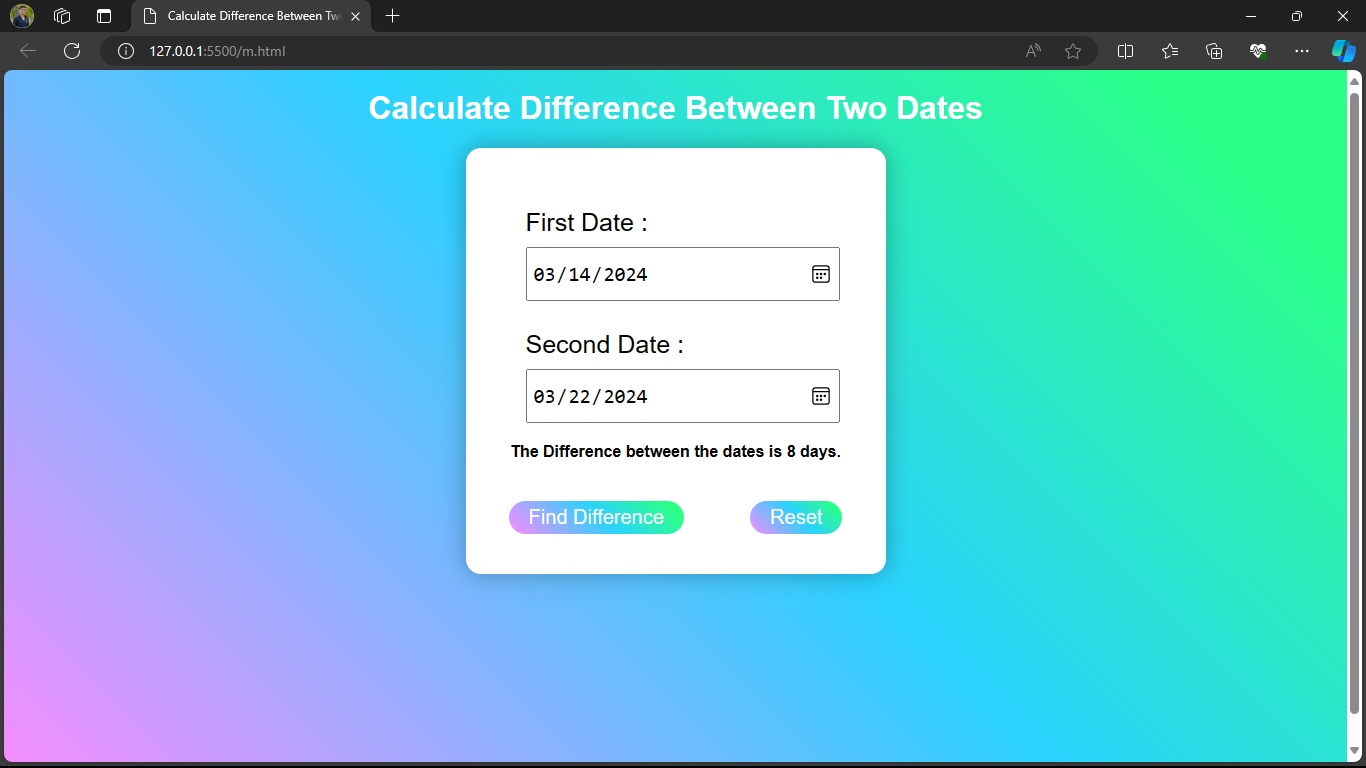 Calculate Difference Between Tw
127.0.0.1:5500/m.html
Calculate Difference Between Two Dates
First Date :
03/14/2024
Second Date :
03/22/2024
The Difference between the dates is 8 days.
Find Difference
Reset